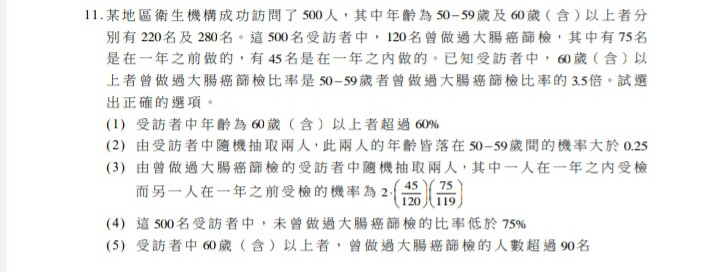 11. 某地區衛生機構成功訪問了 500 人,其中年齡為 50–59 歲及 60 歲(含)以上者分
別有 220 名及 280 名。這 500 名受訪者中,120 名曾做過大腸癌篩檢,其中有 75 名
是在一年之前做的,有 45 名是在一年之內做的。已知受訪者中,60 歲(含)以
上者曾做過大腸癌篩檢比率是 50–59 歲者曾做過大腸癌篩檢比率的 3.5 倍。試選
出正確的選項。
(1) 受訪者中年齡為 60 歲(含)以上者超過 60%
(2) 由受訪者中隨機抽取兩人,此兩人的年齡皆落在 50–59 歲間的機率大於 0.25
(3) 由曾做過大腸癌篩檢的受訪者中隨機抽取兩人,其中一人在一年之內受檢
而另一人在一年之前受檢的機率為 2·(45/120)(75/119)
(4) 這 500 名受訪者中,未曾做過大腸癌篩檢的比率低於 75%
(5) 受訪者中 60 歲(含)以上者,曾做過大腸癌篩檢的人數超過 90 名